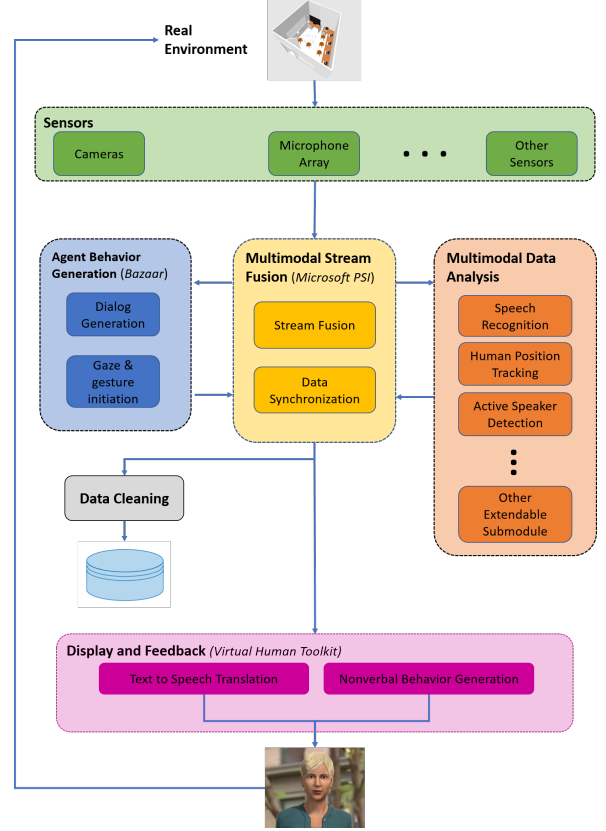 Real
Environment
Sensors
Cameras
Microphone
Array
Other
Sensors
Agent Behavior
Generation (Bazaar)
Dialog
Generation
Gaze &
gesture
initiation
Multimodal Stream
Fusion (Microsoft PSI)
Stream Fusion
Data
Synchronization
Multimodal Data
Analysis
Speech
Recognition
Human Position
Tracking
Active Speaker
Detection
Other
Extendable
Submodule
Data Cleaning
Display and Feedback (Virtual Human Toolkit)
Text to Speech Translation
Nonverbal Behavior Generation